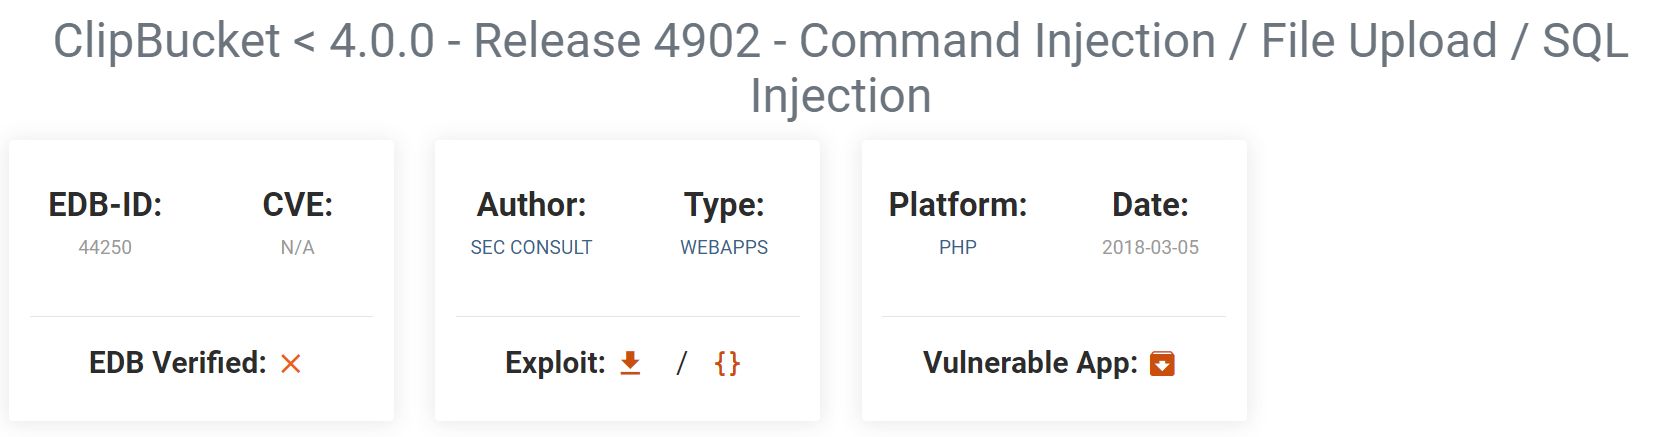 ClipBucket < 4.0.0 - Release 4902 - Command Injection / File Upload / SQL
Injection
EDB-ID:
44250
CVE:
N/A
EDB Verified:
Author:
SEC CONSULT
Type:
WEBAPPS
Exploit: / {}
Platform:
PHP
Date:
2018-03-05
Vulnerable App: